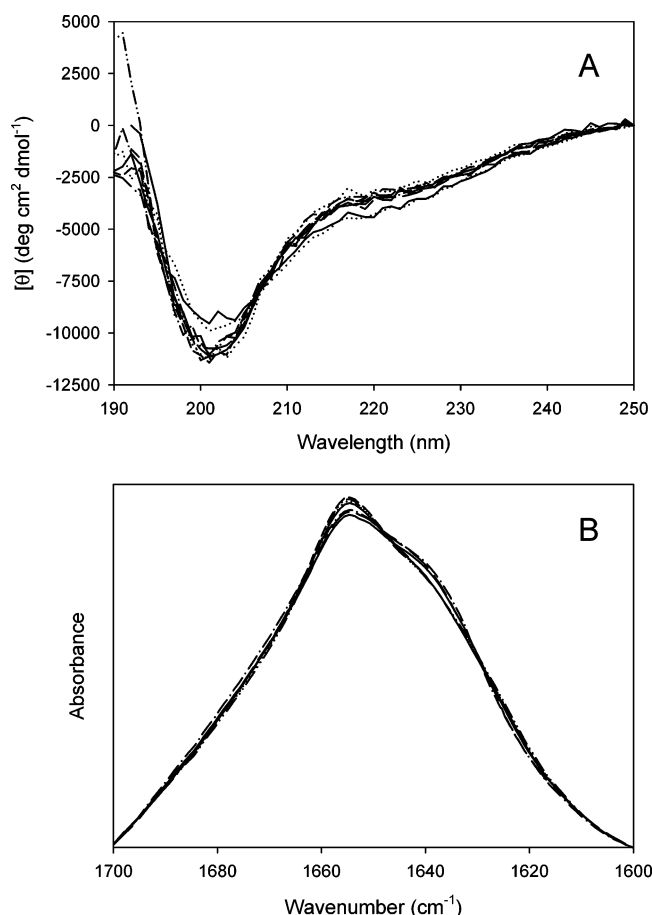 A
5000
2500
0
-2500
-5000
-7500
-10000
-12500
[θ] (deg cm² dmol⁻¹)
190 200 210 220 230 240 250
Wavelength (nm)
B
Absorbance
1700 1680 1660 1640 1620 1600
Wavenumber (cm⁻¹)